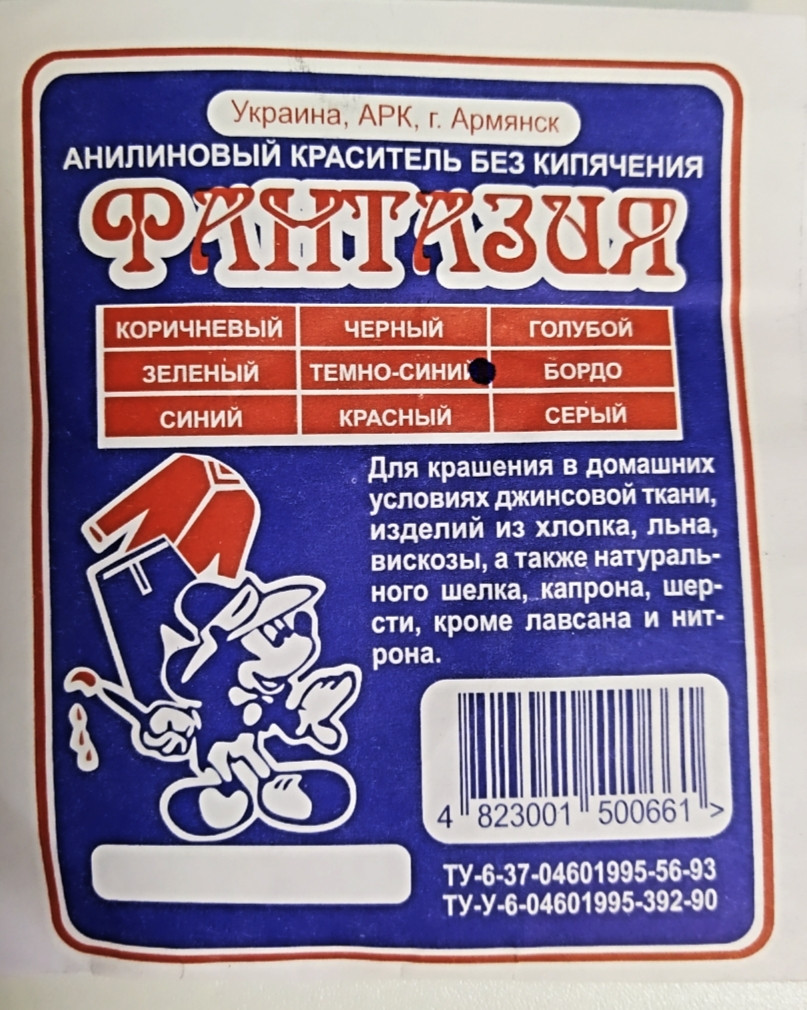 Украина, АРК, г. Армянск
АНИЛИНОВЫЙ КРАСИТЕЛЬ БЕЗ КИПЯЧЕНИЯ
ФАНТАЗИЯ
КОРИЧНЕВЫЙ ЧЕРНЫЙ ГОЛУБОЙ
ЗЕЛЕНЫЙ ТЕМНО-СИНИЙ БОРДО
СИНИЙ КРАСНЫЙ СЕРЫЙ
Для крашения в домашних
условиях джинсовой ткани,
изделий из хлопка, льна,
вискозы, а также натураль-
ного шелка, капрона, шер-
сти, кроме лавсана и нит-
рона.
4 823001 500661 >
ТУ-6-37-04601995-56-93
ТУ-У-6-04601995-392-90